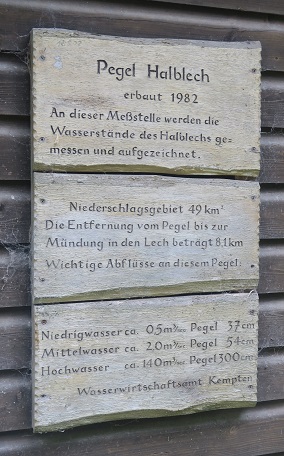 Pegel Halblech
erbaut 1982
An dieser Meßstelle werden die
Wasserstände des Halblechs ge=
messen und aufgezeichnet.
Niederschlagsgebiet 49 km²
Die Entfernung vom Pegel bis zur
Mündung in den Lech beträgt 8,1 km
Wichtige Abflüsse an diesem Pegel:
Niedrigwasser ca. 0,5 m³/sec Pegel 37 cm
Mittelwasser ca. 2,0 m³/sec Pegel 54 cm
Hochwasser ca. 140 m³/sec Pegel 300 cm
Wasserwirtschaftsamt Kempten